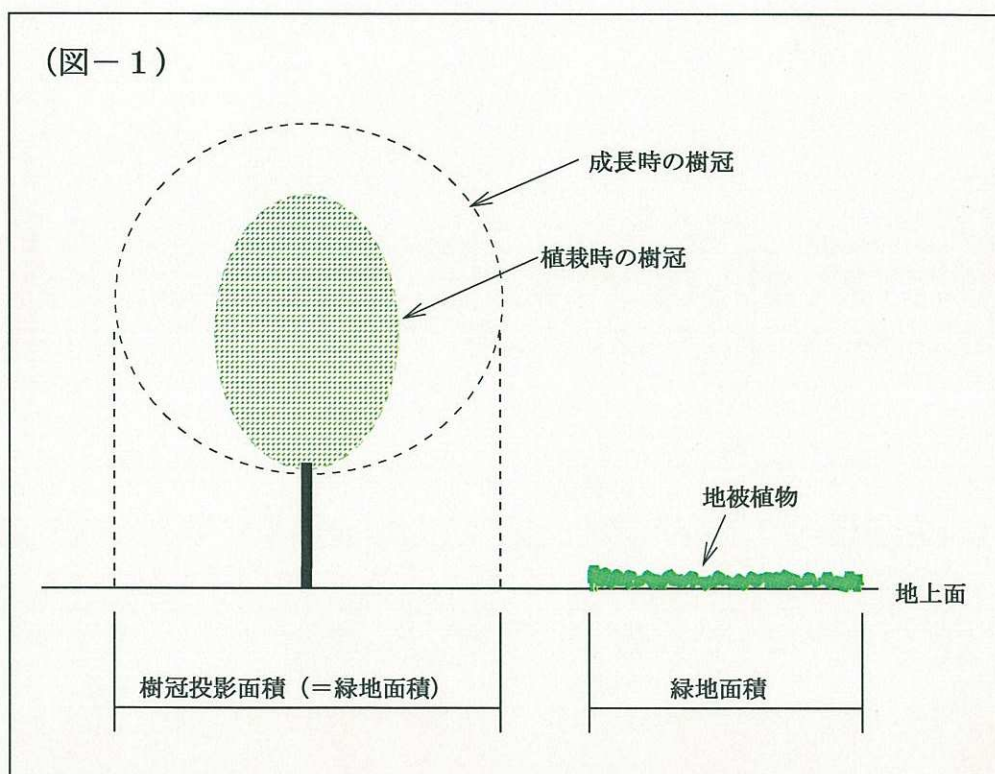 (図－1)
成長時の樹冠
植栽時の樹冠
地被植物
地上面
樹冠投影面積（＝緑地面積）
緑地面積